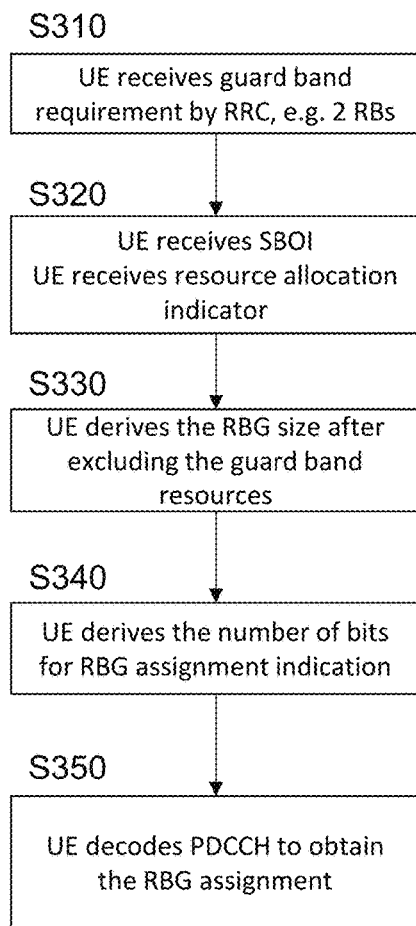 S310
UE receives guard band
requirement by RRC, e.g. 2 RBs
S320
UE receives SBOI
UE receives resource allocation
indicator
S330
UE derives the RBG size after
excluding the guard band
resources
S340
UE derives the number of bits
for RBG assignment indication
S350
UE decodes PDCCH to obtain
the RBG assignment